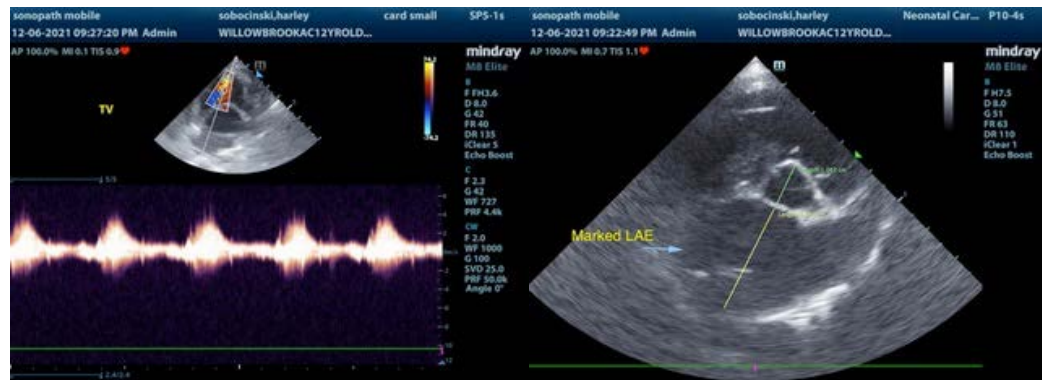 sonopath mobile
sobocinski,harley
card small
SP5-1s
12-06-2021 09:27:20 PM Admin
WILLOWBROOKAC12YROLD...
AP 100.0% MI 0.1 TIS 0.9
mindray
M8 Elite
TV
B
F FH3.6
D 8.0
G 42
FR 40
DR 135
iClear 5
Echo Boost
C
F 2.3
G 42
WF 727
PRF 4.4k
CW
F 2.0
WF 1000
G 100
SVD 25.0
PRF 50.0k
Angle 0°
sonopath mobile
sobocinski,harley
Neonatal Car...
P10-4s
12-06-2021 09:22:49 PM Admin
WILLOWBROOKAC12YROLD...
AP 100.0% MI 0.7 TIS 1.1
mindray
M8 Elite
B
F H7.5
D 8.0
G 51
FR 63
DR 110
iClear 1
Echo Boost
Marked LAE